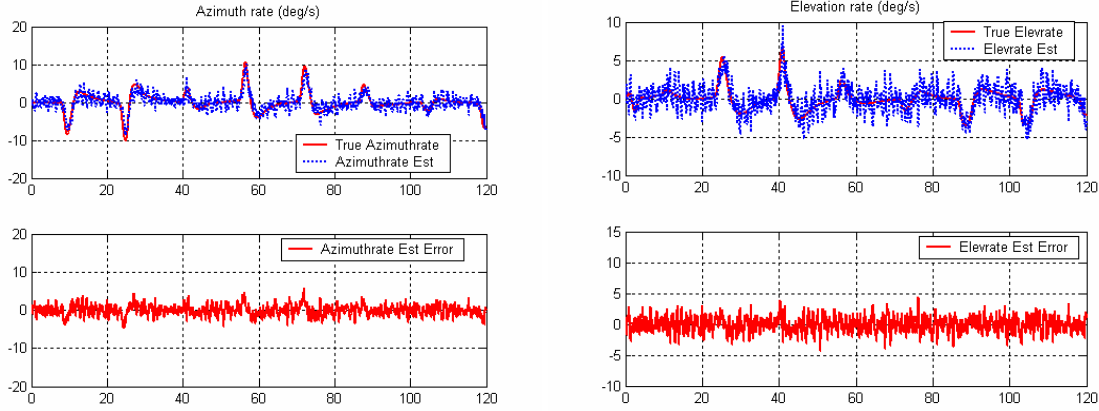 Azimuth rate (deg/s)
20
10
0
-10
-20
True Azimuthrate
Azimuthrate Est
0 20 40 60 80 100 120
20
10
0
-10
-20
Azimuthrate Est Error
0 20 40 60 80 100 120
Elevation rate (deg/s)
10
5
0
-5
-10
True Elevrate
Elevrate Est
0 20 40 60 80 100 120
15
10
5
0
-5
-10
Elevrate Est Error
0 20 40 60 80 100 120